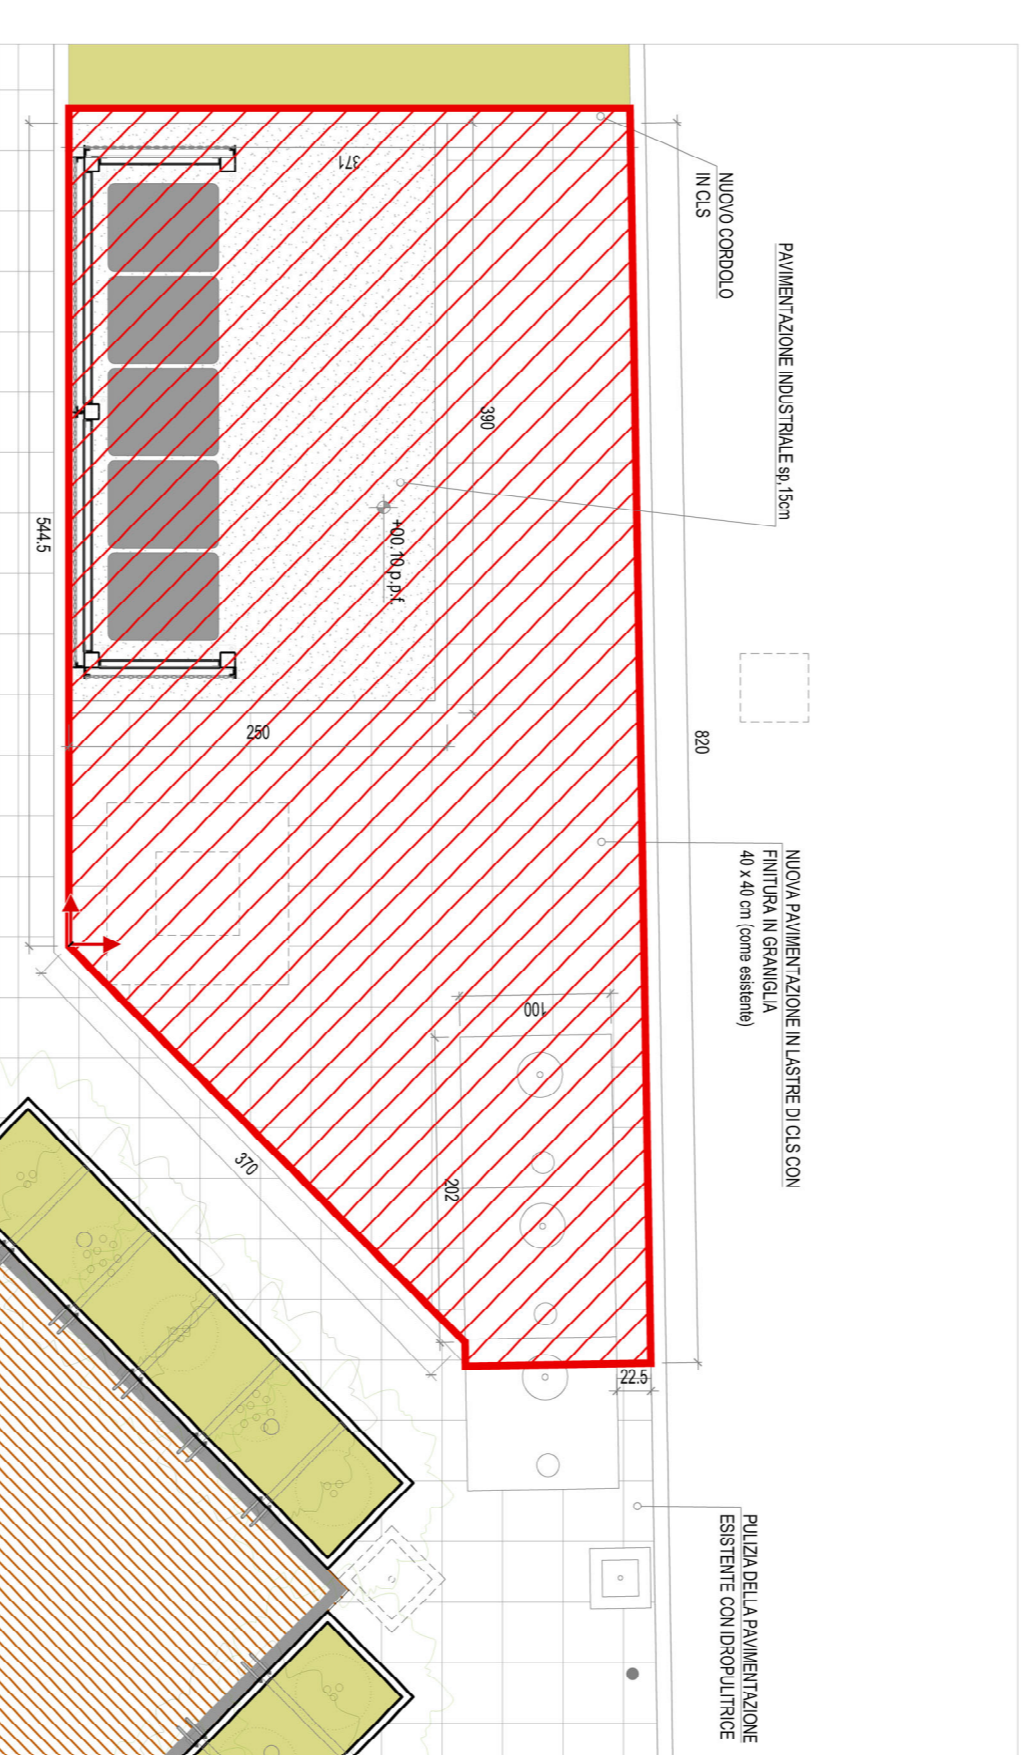 NUOVO CORDOLO
IN CLS
PAVIMENTAZIONE INDUSTRIALE sp.15cm
371
390
+00.10 p.p.f.
544.5
250
820
NUOVA PAVIMENTAZIONE IN LASTRE DI CLS CON
FINITURA IN GRANIGLIA
40 x 40 cm (come esistente)
100
202
370
22.5
PULIZIA DELLA PAVIMENTAZIONE
ESISTENTE CON IDROPULITRICE